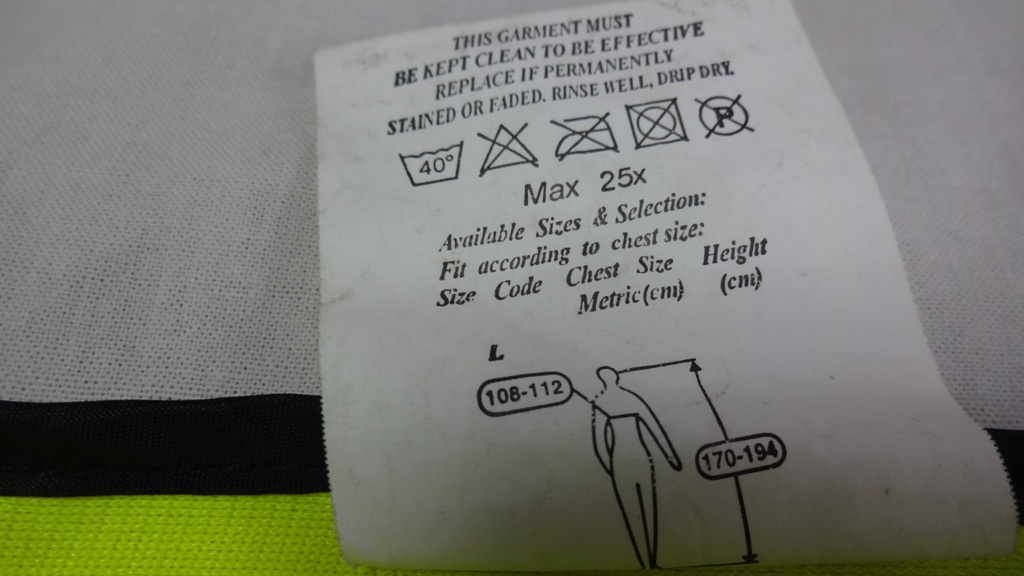 THIS GARMENT MUST
BE KEPT CLEAN TO BE EFFECTIVE
REPLACE IF PERMANENTLY
STAINED OR FADED. RINSE WELL, DRIP DRY.
40° P
Max 25x
Available Sizes & Selection:
Fit according to chest size:
Size Code Chest Size Height
Metric(cm) (cm)
L
108-112
170-194